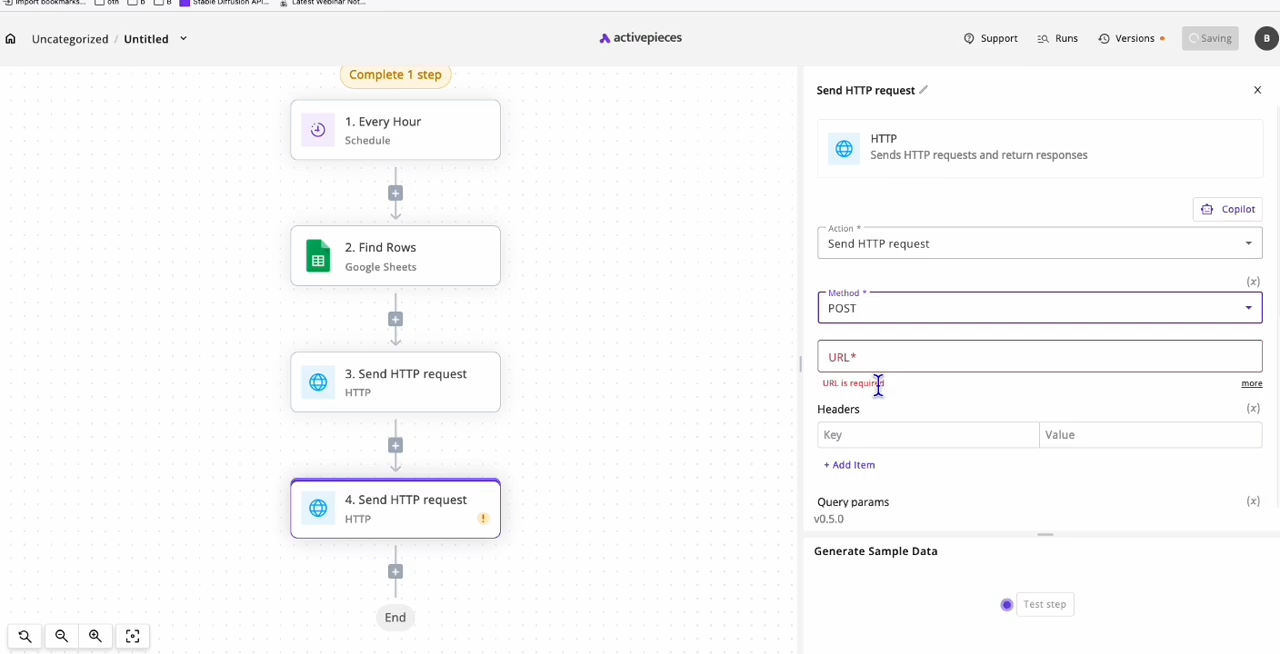 Import bookmarks...
oth
b
B
Stable Diffusion API...
Latest Webinar Not...
Uncategorized / Untitled
activepieces
Support
Runs
Versions
Saving
B
Complete 1 step
1. Every Hour
Schedule
2. Find Rows
Google Sheets
3. Send HTTP request
HTTP
4. Send HTTP request
HTTP
!
End
Send HTTP request
HTTP
Sends HTTP requests and return responses
Copilot
Action *
Send HTTP request
(x)
Method *
POST
URL*
URL is required
more
Headers
(x)
Key
Value
+ Add Item
Query params
(x)
v0.5.0
Generate Sample Data
Test step